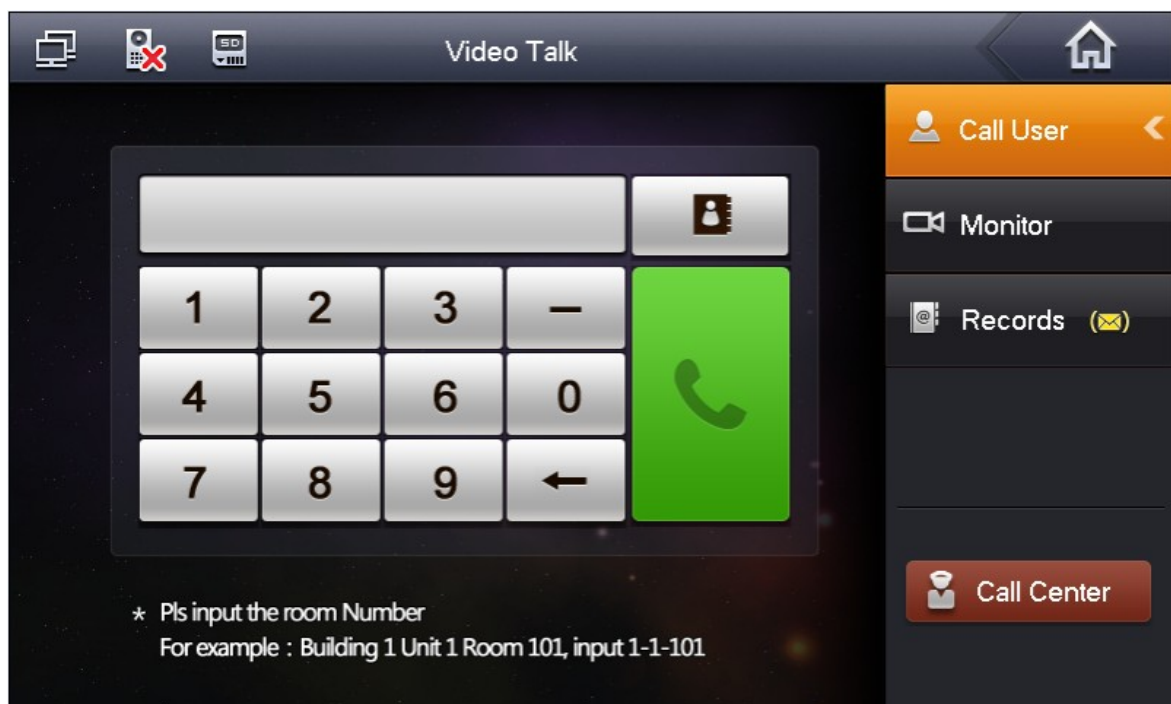 SD
Video Talk
Call User
Monitor
@
Records
1 2 3 —
4 5 6 0
7 8 9 ←
* Pls input the room Number
For example : Building 1 Unit 1 Room 101, input 1-1-101
Call Center